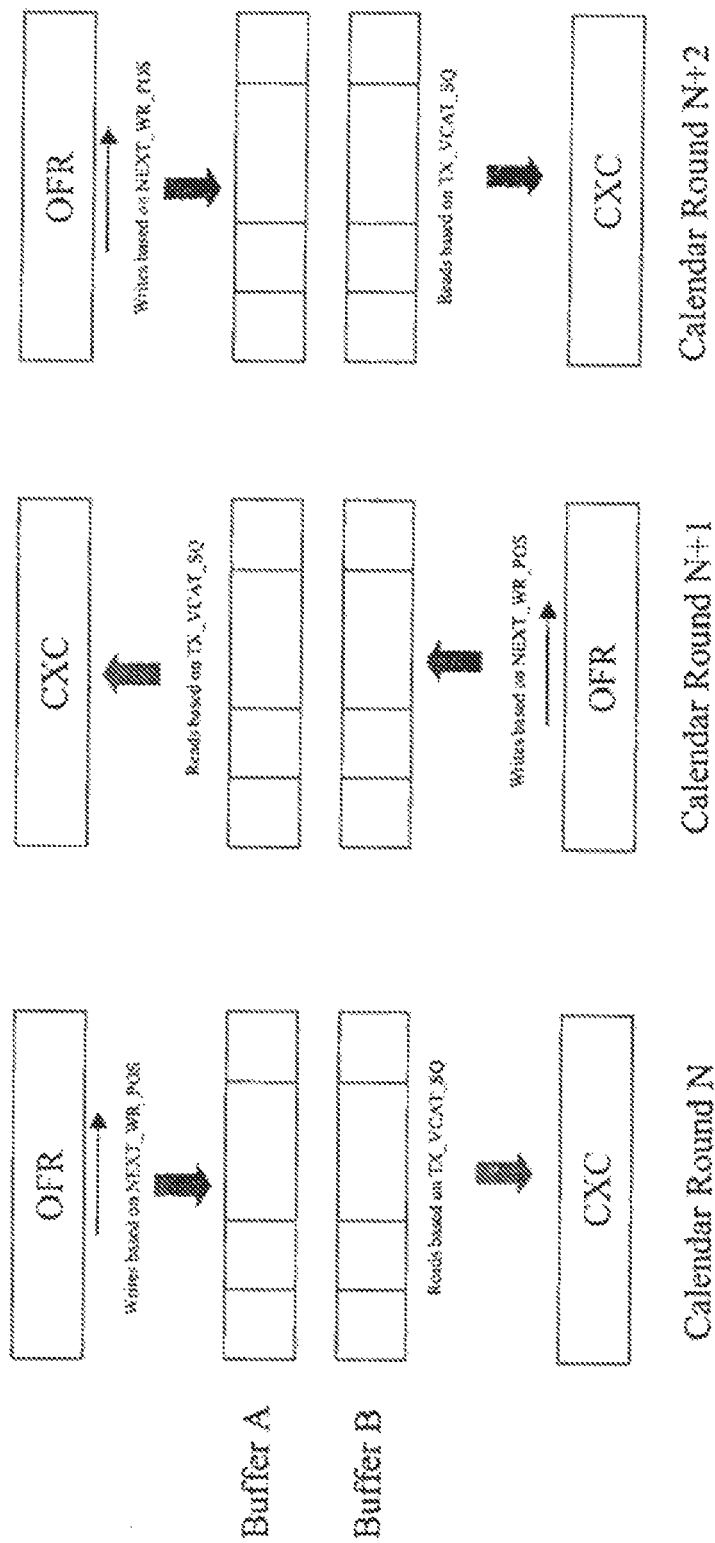 OFR
Writes based on NEXT_WR_POS
Buffer A
Buffer B
Reads based on TX_VCAT_SQ
CXC
Calendar Round N
CXC
Reads based on TX_VCAT_SQ
Writes based on NEXT_WR_POS
OFR
Calendar Round N+1
OFR
Writes based on NEXT_WR_POS
Reads based on TX_VCAT_SQ
CXC
Calendar Round N+2